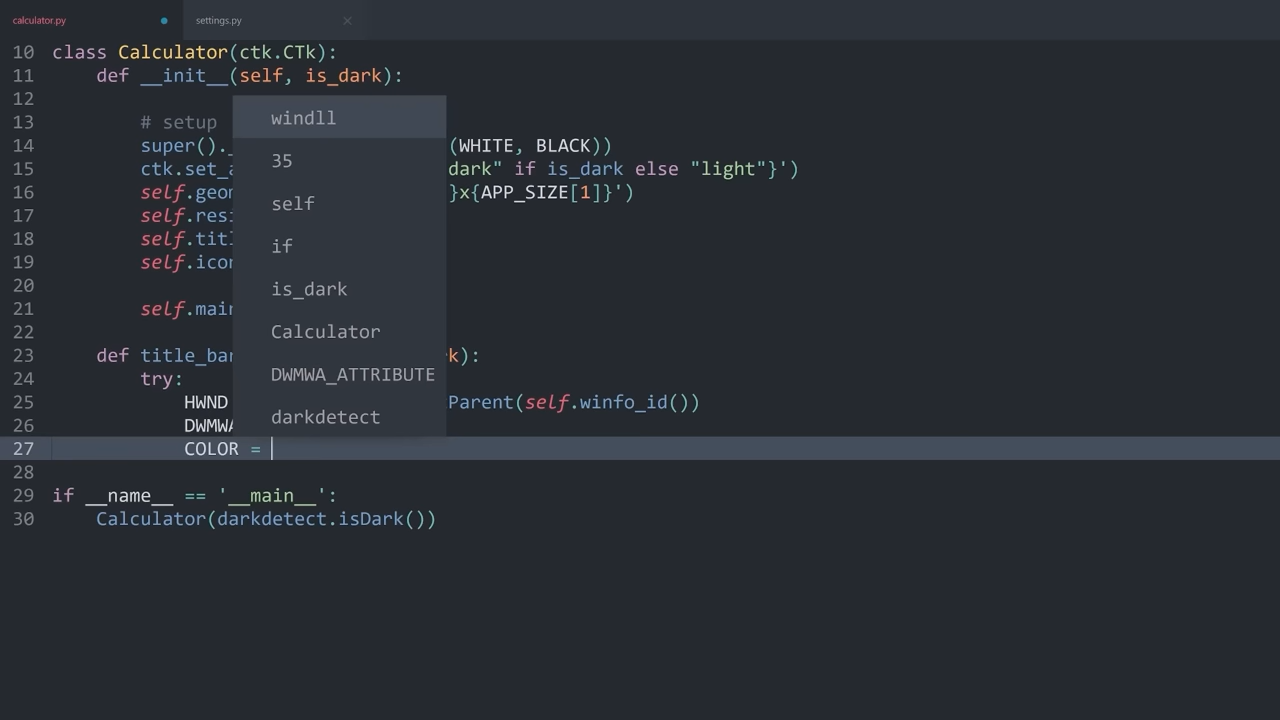 calculator.py
settings.py
10 class Calculator(ctk.CTk):
11 def __init__(self, is_dark):
12
13 # setup
14 super()._ (WHITE, BLACK))
15 ctk.set_a dark" if is_dark else "light"}')
16 self.geom }x{APP_SIZE[1]}')
17 self.resi
18 self.titl
19 self.icon
20
21 self.main
22
23 def title_bar k):
24 try:
25 HWND Parent(self.winfo_id())
26 DWMWA
27 COLOR =
28
29 if __name__ == '__main__':
30 Calculator(darkdetect.isDark())
windll
35
self
if
is_dark
Calculator
DWMWA_ATTRIBUTE
darkdetect